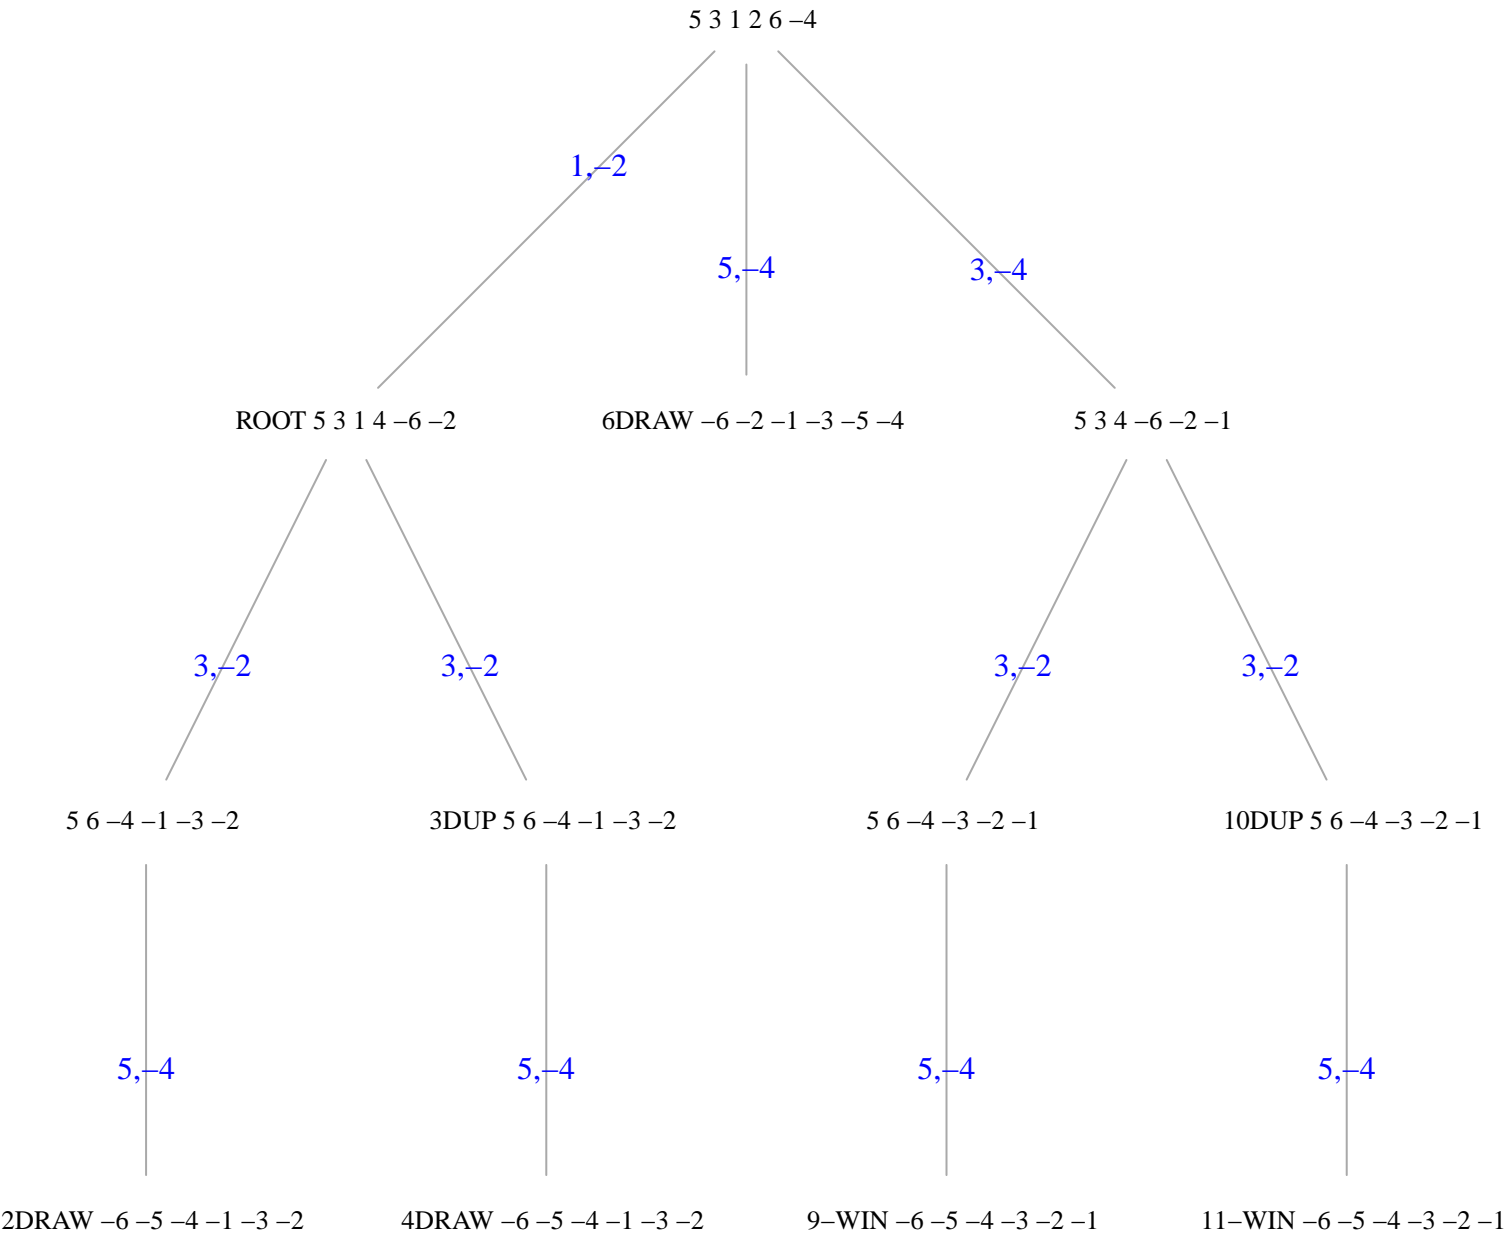 5 3 1 2 6 –4
1,–2
5,–4
3,–4
ROOT 5 3 1 4 –6 –2
6DRAW –6 –2 –1 –3 –5 –4
5 3 4 –6 –2 –1
3,–2
3,–2
3,–2
3,–2
5 6 –4 –1 –3 –2
3DUP 5 6 –4 –1 –3 –2
5 6 –4 –3 –2 –1
10DUP 5 6 –4 –3 –2 –1
5,–4
5,–4
5,–4
5,–4
2DRAW –6 –5 –4 –1 –3 –2
4DRAW –6 –5 –4 –1 –3 –2
9–WIN –6 –5 –4 –3 –2 –1
11–WIN –6 –5 –4 –3 –2 –1